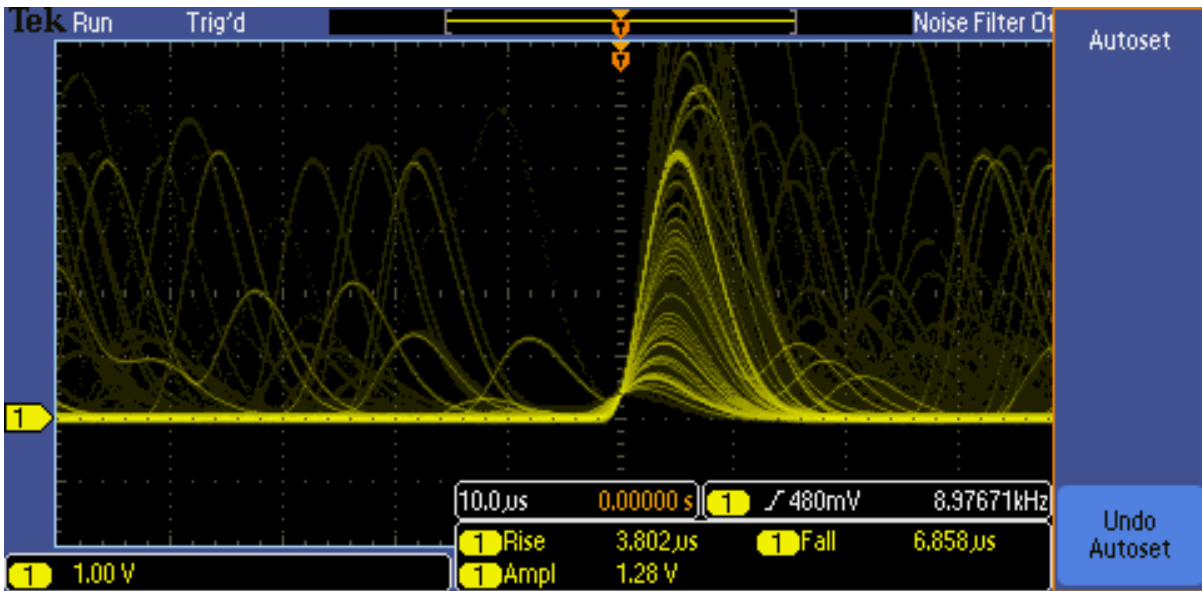 Tek Run Trig'd Noise Filter Of
Autoset
T
T
1
10.0µs 0.00000 s 1 480mV 8.97671kHz
1 Rise 3.802µs 1 Fall 6.858µs
1 1.00 V 1 Ampl 1.28 V
Undo
Autoset